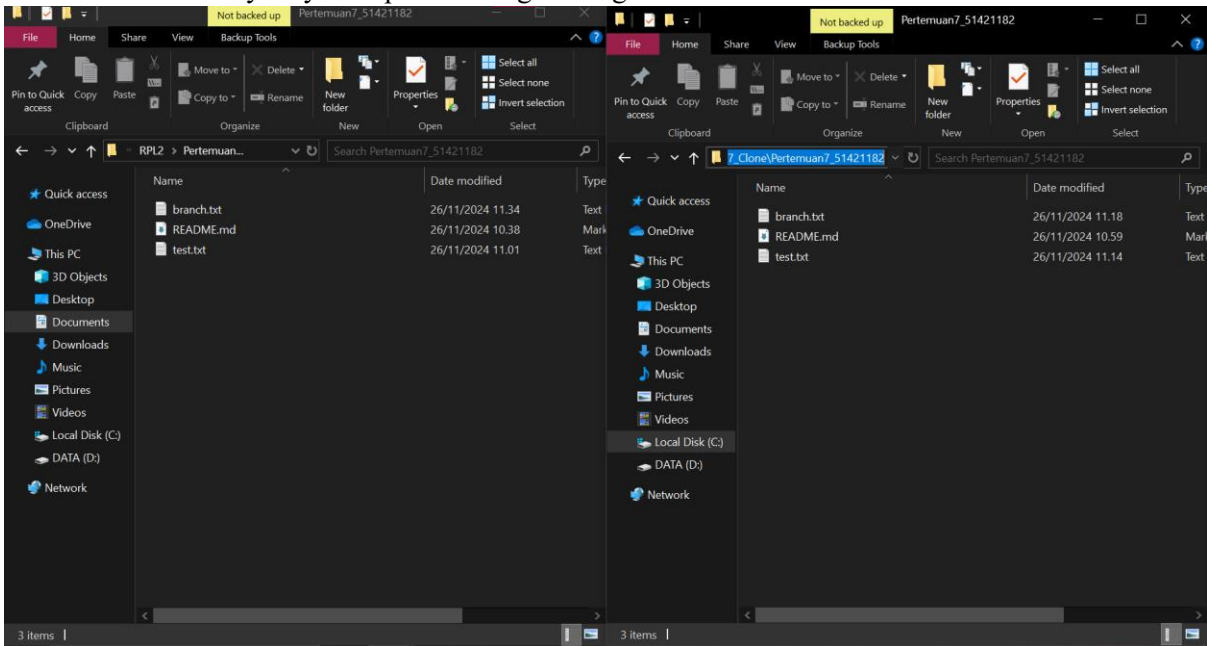 Not backed up Pertemuan7_51421182
File Home Share View Backup Tools
Pin to Quick access
Copy
Paste
Move to
Copy to
Delete
Rename
New folder
Properties
Select all
Select none
Invert selection
Clipboard Organize New Open Select
RPL2 > Pertemuan... Search Pertemuan7_51421182
Name Date modified Type
Quick access
OneDrive
This PC
3D Objects
Desktop
Documents
Downloads
Music
Pictures
Videos
Local Disk (C:)
DATA (D:)
Network
branch.txt 26/11/2024 11.34 Text
README.md 26/11/2024 10.38 Mark
test.txt 26/11/2024 11.01 Text
3 items
Not backed up Pertemuan7_51421182
File Home Share View Backup Tools
Pin to Quick access
Copy
Paste
Move to
Copy to
Delete
Rename
New folder
Properties
Select all
Select none
Invert selection
Clipboard Organize New Open Select
7_Clone\Pertemuan7_51421182 Search Pertemuan7_51421182
Name Date modified Type
Quick access
OneDrive
This PC
3D Objects
Desktop
Documents
Downloads
Music
Pictures
Videos
Local Disk (C:)
DATA (D:)
Network
branch.txt 26/11/2024 11.18 Text
README.md 26/11/2024 10.59 Mark
test.txt 26/11/2024 11.14 Text
3 items